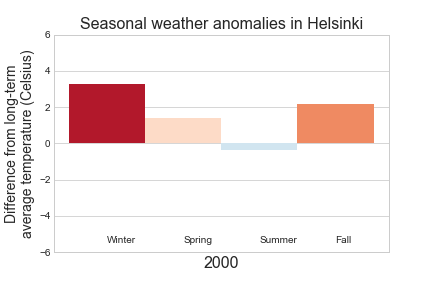 Seasonal weather anomalies in Helsinki
Difference from long-term
average temperature (Celsius)
6
4
2
0
−2
−4
−6
Winter Spring Summer Fall
2000